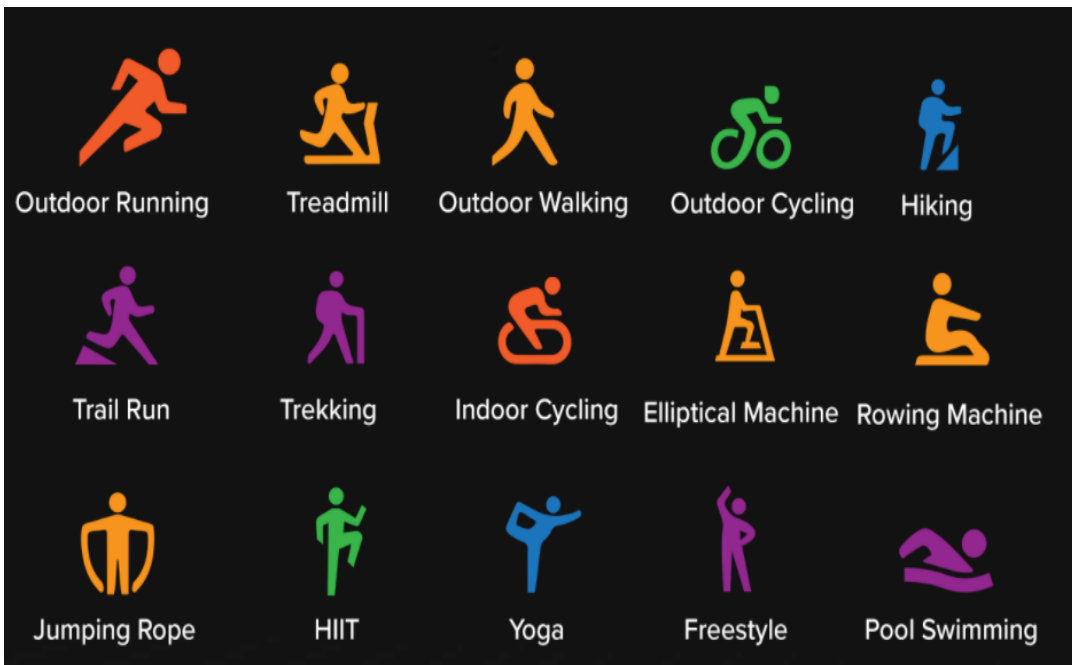 Outdoor Running
Treadmill
Outdoor Walking
Outdoor Cycling
Hiking
Trail Run
Trekking
Indoor Cycling
Elliptical Machine
Rowing Machine
Jumping Rope
HIIT
Yoga
Freestyle
Pool Swimming